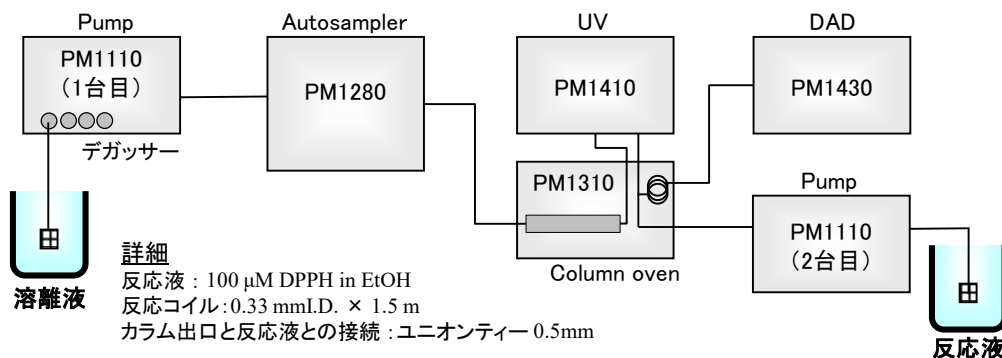 Pump
PM1110
(1台目)
デガッサー
溶離液
Autosampler
PM1280
UV
PM1410
DAD
PM1430
PM1310
Column oven
Pump
PM1110
(2台目)
反応液
詳細
反応液 : 100 μM DPPH in EtOH
反応コイル : 0.33 mmI.D. × 1.5 m
カラム出口と反応液との接続 : ユニオンティー 0.5mm